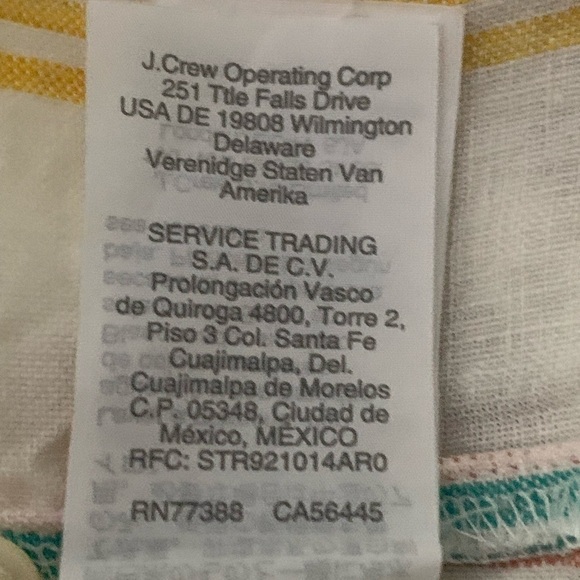 J.Crew Operating Corp
251 Ttle Falls Drive
USA DE 19808 Wilmington
Delaware
Verenidge Staten Van
Amerika
SERVICE TRADING
S.A. DE C.V.
Prolongación Vasco
de Quiroga 4800, Torre 2,
Piso 3 Col. Santa Fe
Cuajimalpa, Del.
Cuajimalpa de Morelos
C.P. 05348, Ciudad de
México, MÉXICO
RFC: STR921014AR0
RN77388 CA56445